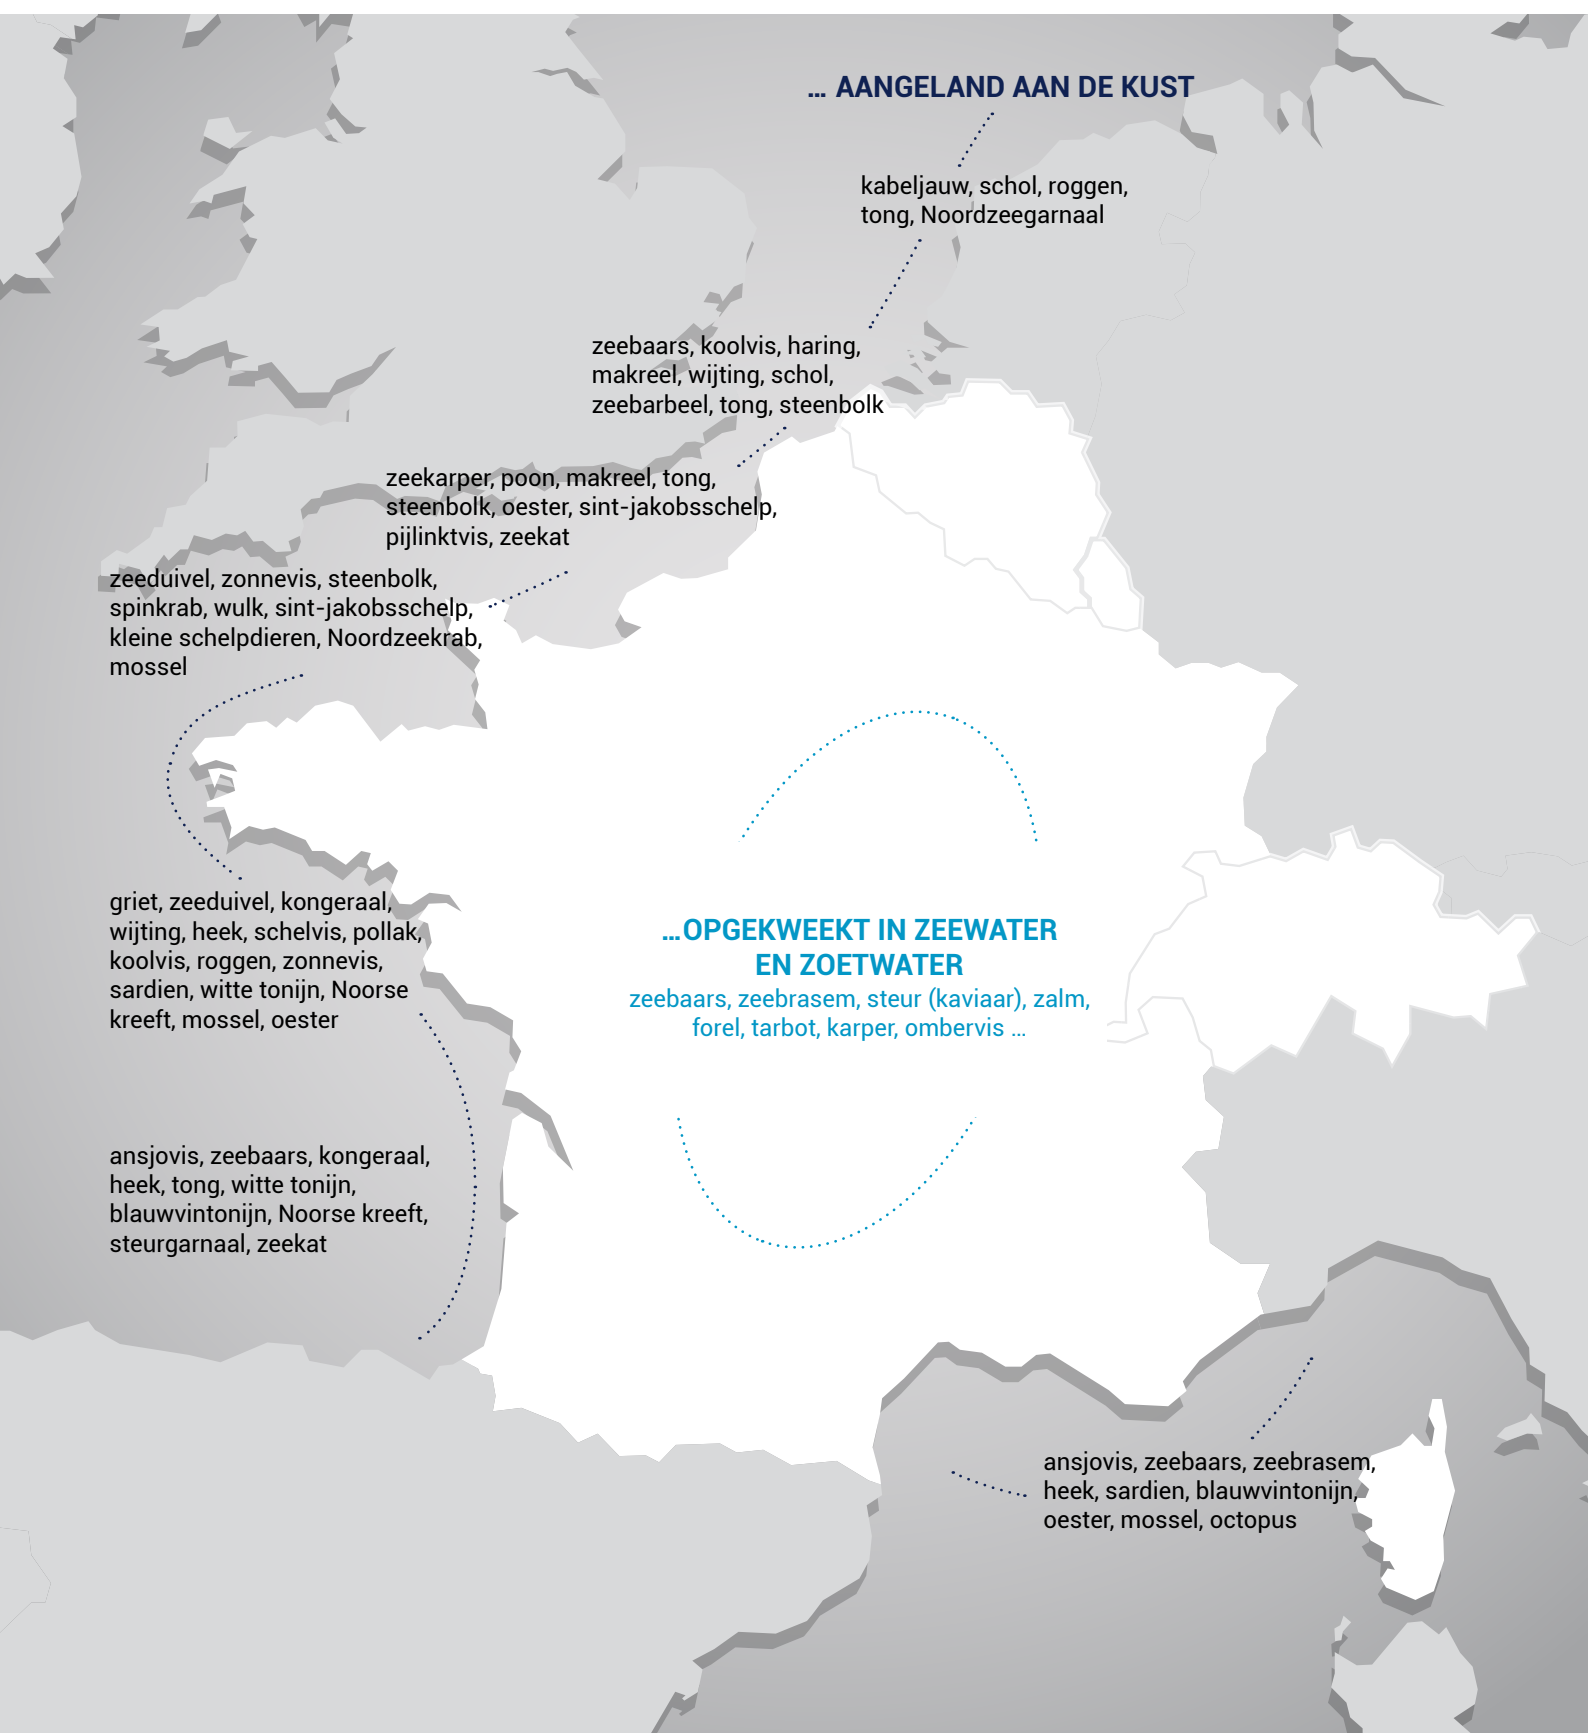 ... AANGELAND AAN DE KUST
kabeljauw, schol, roggen,
tong, Noordzeegarnaal
zeebaars, koolvis, haring,
makreel, wijting, schol,
zeebarbeel, tong, steenbolk
zeekarper, poon, makreel, tong,
steenbolk, oester, sint-jakobsschelp,
pijlinktvis, zeekat
zeeduivel, zonnevis, steenbolk,
spinkrab, wulk, sint-jakobsschelp,
kleine schelpdieren, Noordzeekrab,
mossel
griet, zeeduivel, kongeraal,
wijting, heek, schelvis, pollak,
koolvis, roggen, zonnevis,
sardien, witte tonijn, Noorse
kreeft, mossel, oester
...OPGEKWEEKT IN ZEEWATER
EN ZOETWATER
zeebaars, zeebrasem, steur (kaviaar), zalm,
forel, tarbot, karper, ombervis ...
ansjovis, zeebaars, kongeraal,
heek, tong, witte tonijn,
blauwvintonijn, Noorse kreeft,
steurgarnaal, zeekat
ansjovis, zeebaars, zeebrasem,
heek, sardien, blauwvintonijn,
oester, mossel, octopus